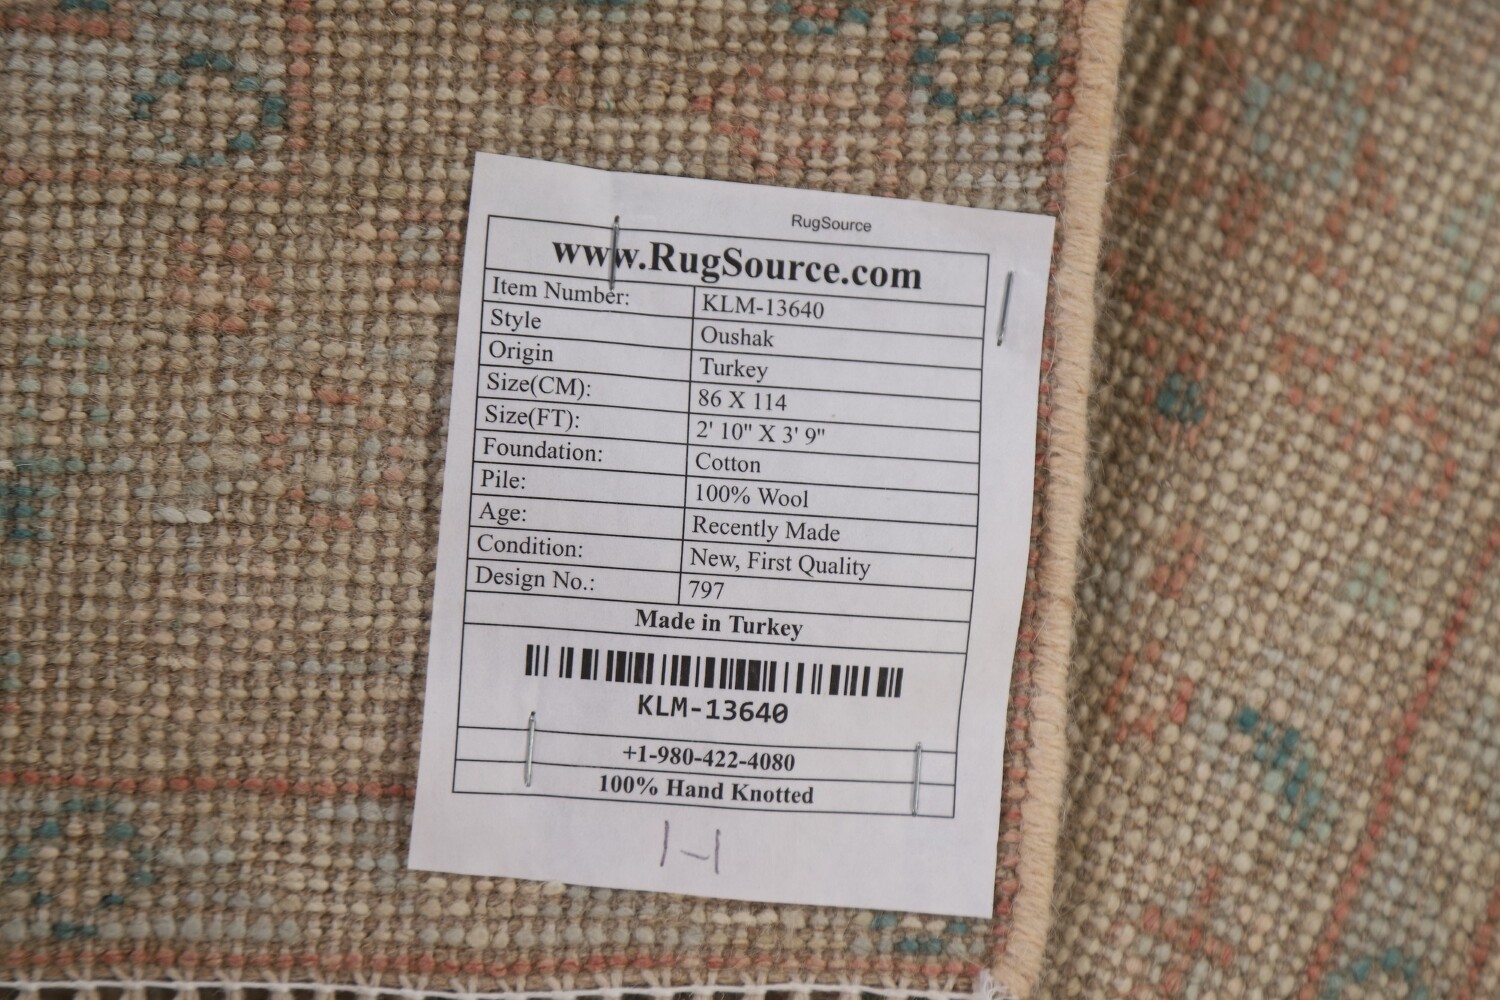 RugSource
www.RugSource.com
Item Number: KLM-13640
Style Oushak
Origin Turkey
Size(CM): 86 X 114
Size(FT): 2' 10" X 3' 9"
Foundation: Cotton
Pile: 100% Wool
Age: Recently Made
Condition: New, First Quality
Design No.: 797
Made in Turkey
KLM-13640
+1-980-422-4080
100% Hand Knotted
1-1